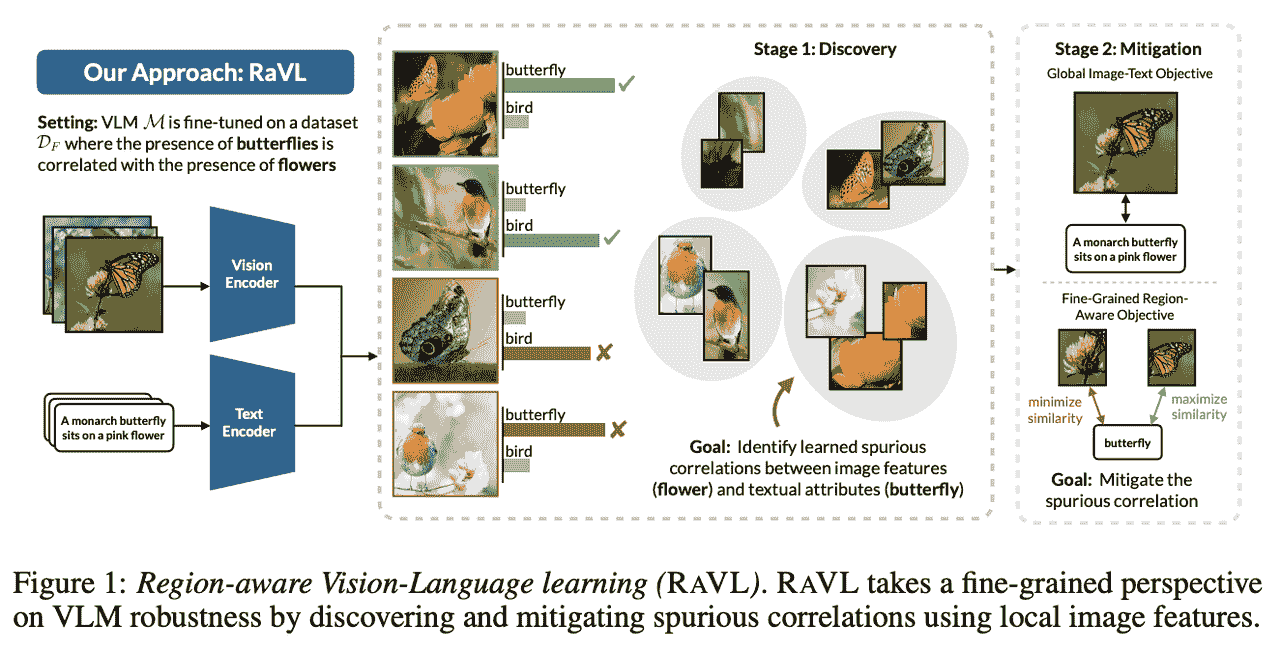 Our Approach: RaVL
Setting: VLM ℳ is fine-tuned on a dataset
𝒟_F where the presence of butterflies is
correlated with the presence of flowers
Vision
Encoder
A monarch butterfly
sits on a pink flower
Text
Encoder
butterfly
bird
butterfly
bird
butterfly
bird
butterfly
bird
Stage 1: Discovery
Goal: Identify learned spurious
correlations between image features
(flower) and textual attributes (butterfly)
Stage 2: Mitigation
Global Image-Text Objective
A monarch butterfly
sits on a pink flower
Fine-Grained Region-
Aware Objective
minimize
similarity
maximize
similarity
butterfly
Goal: Mitigate the
spurious correlation
Figure 1: Region-aware Vision-Language learning (RAVL). RAVL takes a fine-grained perspective
on VLM robustness by discovering and mitigating spurious correlations using local image features.